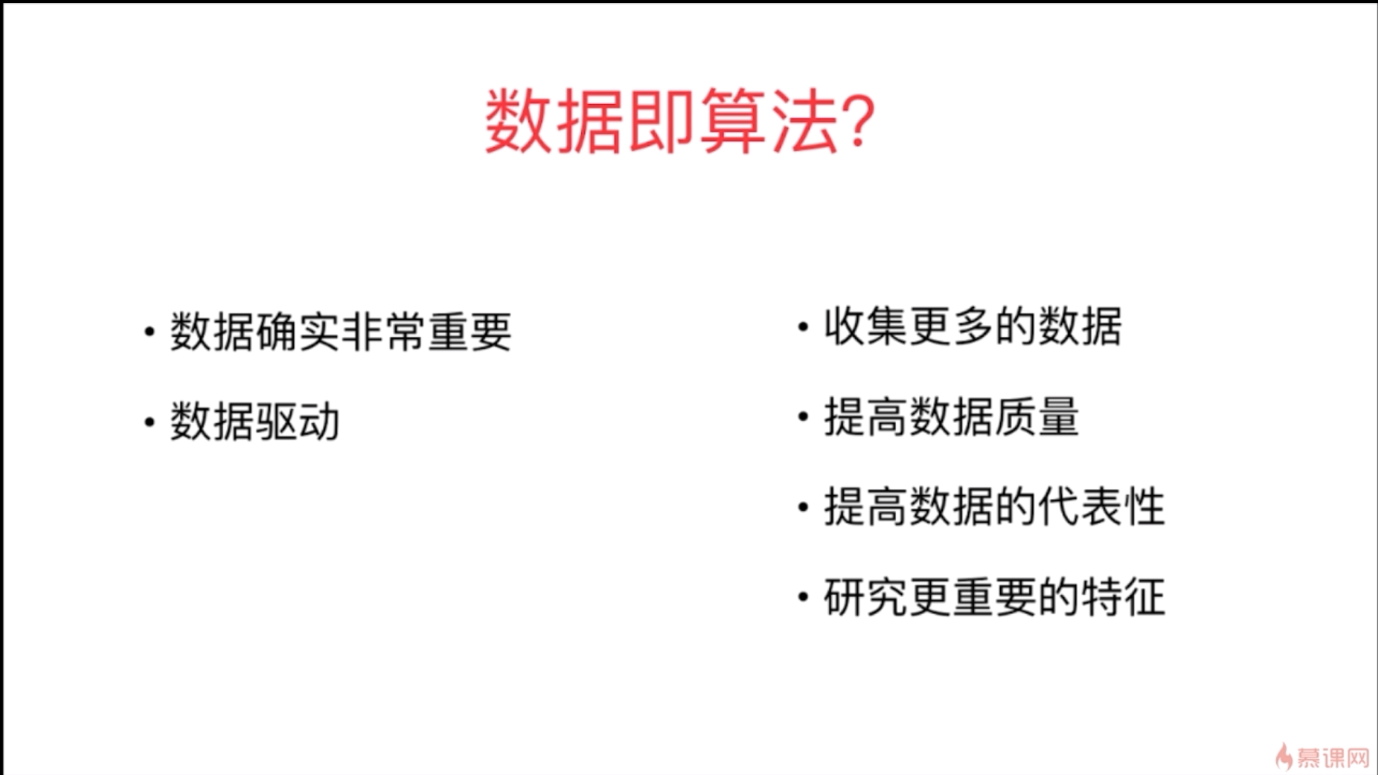 数据即算法?
• 数据确实非常重要
• 数据驱动
• 收集更多的数据
• 提高数据质量
• 提高数据的代表性
• 研究更重要的特征
慕课网